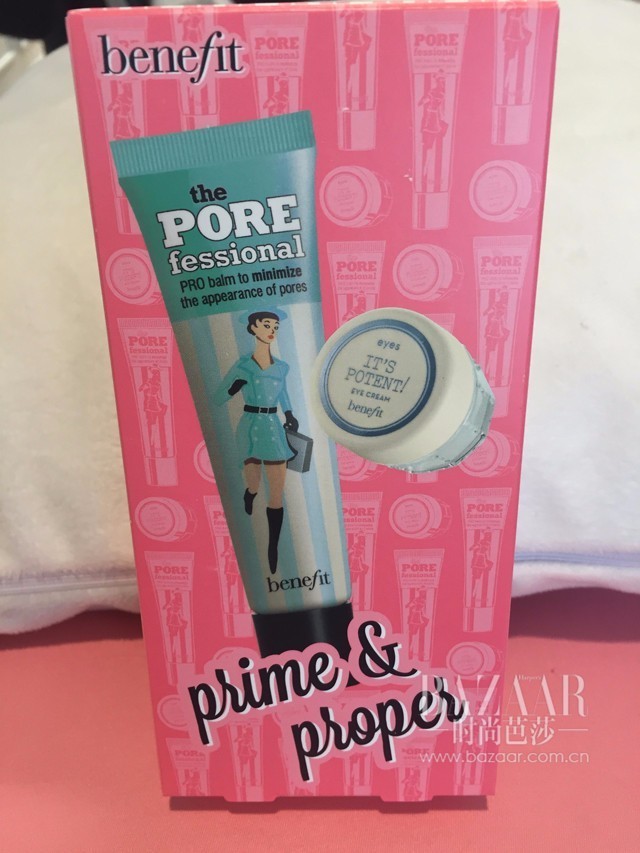 benefit
the
PORE
fessional
PRO balm to minimize
the appearance of pores
eyes
IT'S
POTENT!
EYE CREAM
benefit
benefit
prime &
proper
Harper's
BAZAAR
时尚芭莎
www.bazaar.com.cn